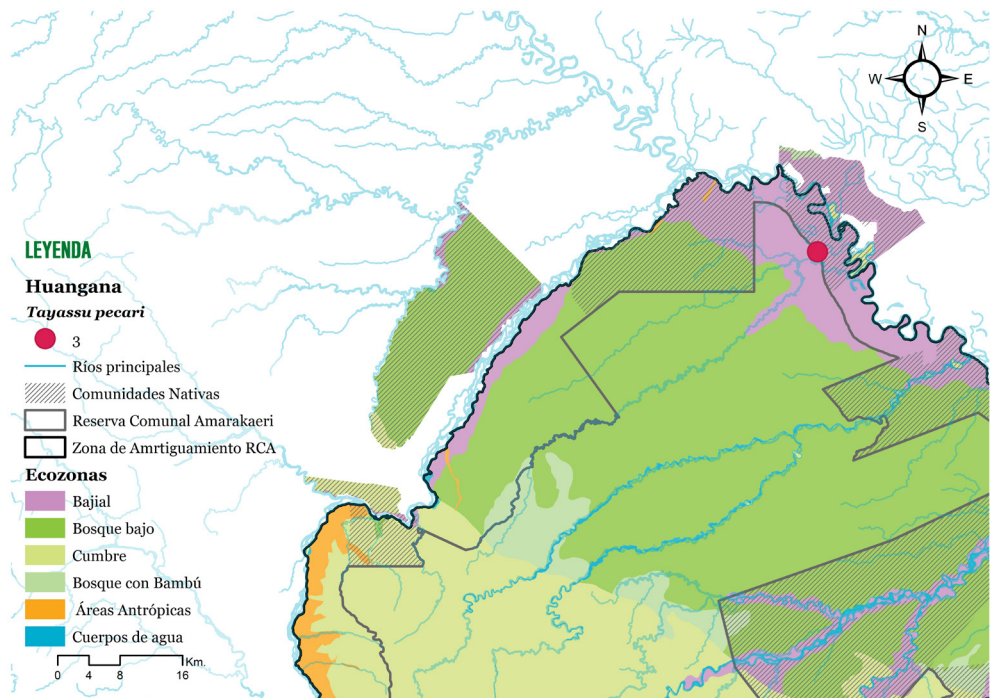 N
W E
S
LEYENDA
Huangana
Tayassu pecari
3
Ríos principales
Comunidades Nativas
Reserva Comunal Amarakaeri
Zona de Amrtiguamiento RCA
Ecozonas
Bajial
Bosque bajo
Cumbre
Bosque con Bambú
Áreas Antrópicas
Cuerpos de agua
Km.
0 4 8 16